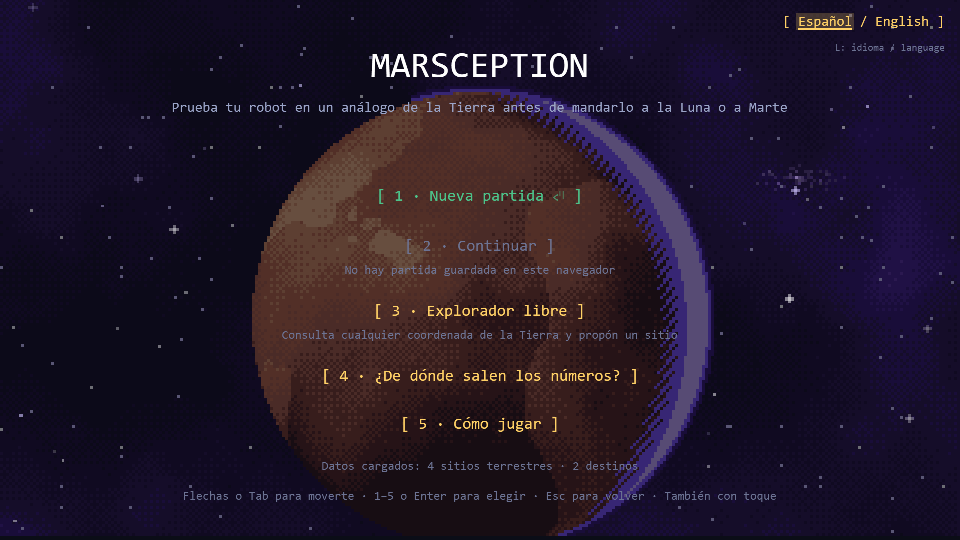 [ Español / English ]
L: idioma / language
MARSCEPTION
Prueba tu robot en un análogo de la Tierra antes de mandarlo a la Luna o a Marte
[ 1 · Nueva partida ⏎ ]
[ 2 · Continuar ]
No hay partida guardada en este navegador
[ 3 · Explorador libre ]
Consulta cualquier coordenada de la Tierra y propón un sitio
[ 4 · ¿De dónde salen los números? ]
[ 5 · Cómo jugar ]
Datos cargados: 4 sitios terrestres · 2 destinos
Flechas o Tab para moverte · 1–5 o Enter para elegir · Esc para volver · También con toque